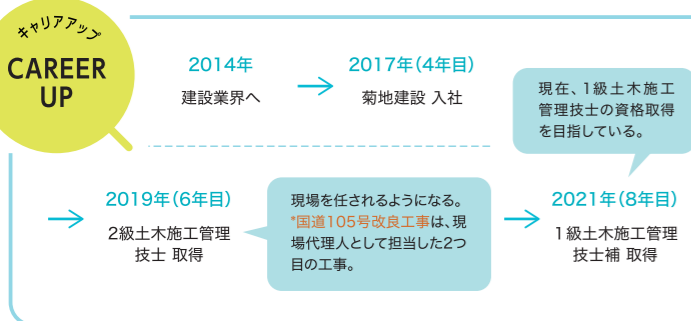 キャリアアップ
CAREER
UP
2014年
建設業界へ
2017年(4年目)
菊地建設 入社
現在、1級土木施工
管理技士の資格取得
を目指している。
2019年(6年目)
2級土木施工管理
技士 取得
現場を任されるようになる。
*国道105号改良工事は、現
場代理人として担当した2つ
目の工事。
2021年(8年目)
1級土木施工管理
技士補 取得